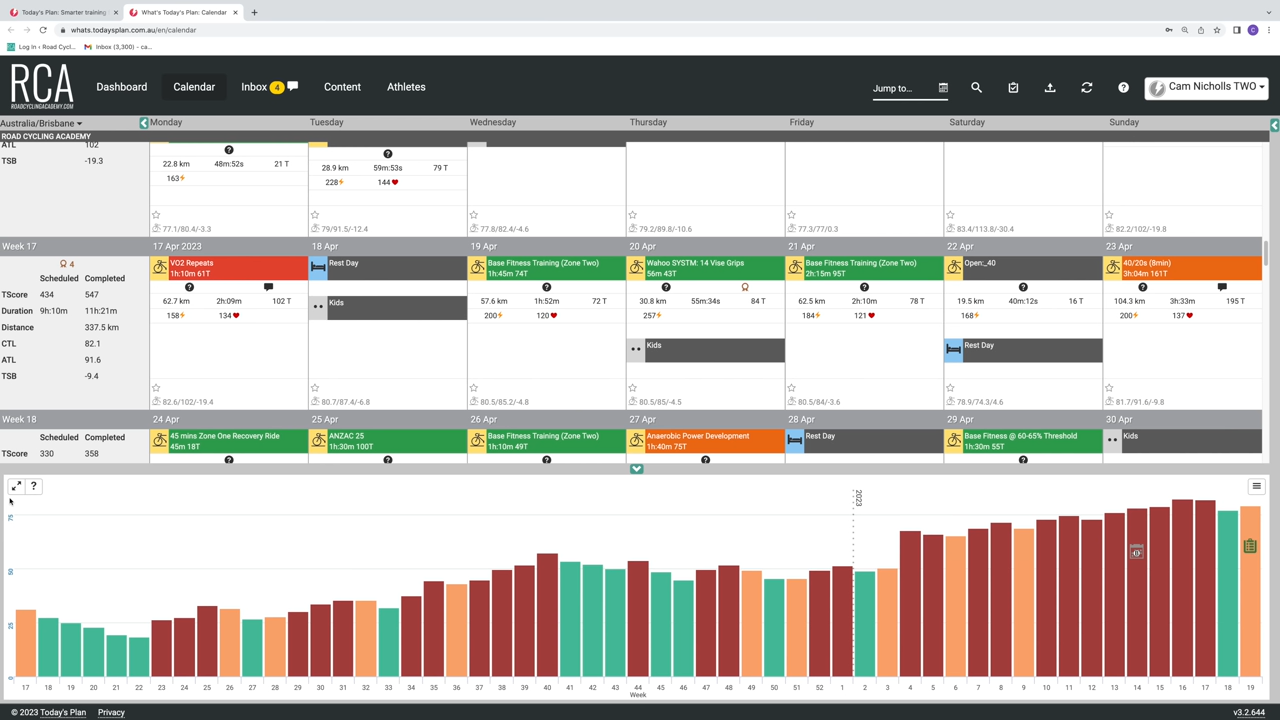 Today's Plan: Smarter training
What's Today's Plan: Calendar
whats.todaysplan.com.au/en/calendar
Log In ‹ Road Cycl...
Inbox (3,300) - ca...
RCA
ROADCYCLINGACADEMY.COM
Dashboard
Calendar
Inbox 4
Content
Athletes
Jump to...
Cam Nicholls TWO
Australia/Brisbane
Monday
Tuesday
Wednesday
Thursday
Friday
Saturday
Sunday
ROAD CYCLING ACADEMY
ATL 102
TSB -19.3
22.8 km 48m:52s 21 T
163
28.9 km 59m:53s 79 T
228 144
77.1/80.4/-3.3
79/91.5/-12.4
77.8/82.4/-4.6
79.2/89.8/-10.6
77.3/77/0.3
83.4/113.8/-30.4
82.2/102/-19.8
Week 17
17 Apr 2023
18 Apr
19 Apr
20 Apr
21 Apr
22 Apr
23 Apr
4
Scheduled Completed
TScore 434 547
Duration 9h:10m 11h:21m
Distance 337.5 km
CTL 82.1
ATL 91.6
TSB -9.4
VO2 Repeats
1h:10m 61T
62.7 km 2h:09m 102 T
158 134
Rest Day
Kids
Base Fitness Training (Zone Two)
1h:45m 74T
57.6 km 1h:52m 72 T
200 120
Wahoo SYSTM: 14 Vise Grips
56m 43T
30.8 km 55m:34s 84 T
257
Kids
Base Fitness Training (Zone Two)
2h:15m 95T
62.5 km 2h:10m 78 T
184 121
Open:_40
19.5 km 40m:12s 16 T
168
Rest Day
40/20s (8min)
3h:04m 161T
104.3 km 3h:33m 195 T
200 137
82.6/102/-19.4
80.7/87.4/-6.8
80.5/85.2/-4.8
80.5/85/-4.5
80.5/84/-3.6
78.9/74.3/4.6
81.7/91.6/-9.8
Week 18
24 Apr
25 Apr
26 Apr
27 Apr
28 Apr
29 Apr
30 Apr
Scheduled Completed
TScore 330 358
45 mins Zone One Recovery Ride
45m 18T
ANZAC 25
1h:30m 100T
Base Fitness Training (Zone Two)
1h:10m 49T
Anaerobic Power Development
1h:40m 75T
Rest Day
Base Fitness @ 60-65% Threshold
1h:30m 55T
Kids
2023
75
50
25
0
17 18 19 20 21 22 23 24 25 26 27 28 29 30 31 32 33 34 35 36 37 38 39 40 41 42 43 44 45 46 47 48 49 50 51 52 1 2 3 4 5 6 7 8 9 10 11 12 13 14 15 16 17 18 19
Week
© 2023 Today's Plan Privacy
v3.2.644